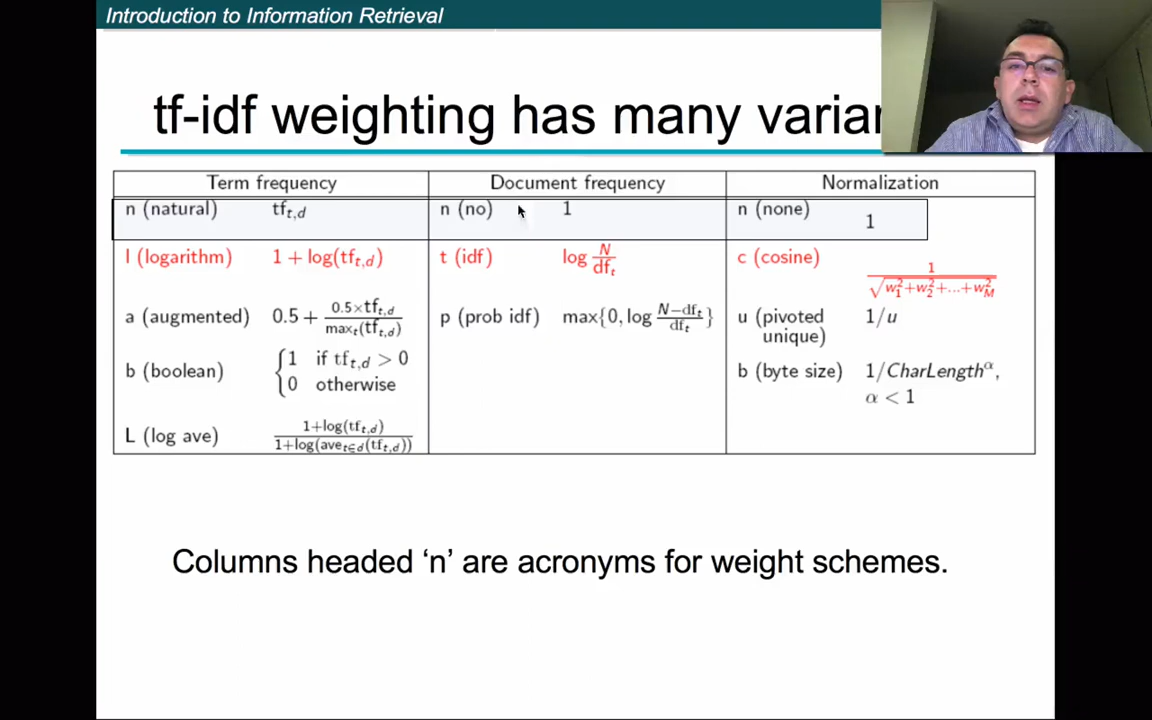 Introduction to Information Retrieval
tf-idf weighting has many varian
Term frequency Document frequency Normalization
n (natural) tf_{t,d} n (no) 1 n (none) 1
l (logarithm) 1 + log(tf_{t,d}) t (idf) log N/df_t c (cosine) 1/√(w_1^2+w_2^2+...+w_M^2)
a (augmented) 0.5 + 0.5×tf_{t,d}/max_t(tf_{t,d}) p (prob idf) max{0, log N−df_t/df_t} u (pivoted unique) 1/u
b (boolean) {1 if tf_{t,d} > 0 0 otherwise b (byte size) 1/CharLength^α, α < 1
L (log ave) 1+log(tf_{t,d})/1+log(ave_{t∈d}(tf_{t,d}))
Columns headed ‘n’ are acronyms for weight schemes.